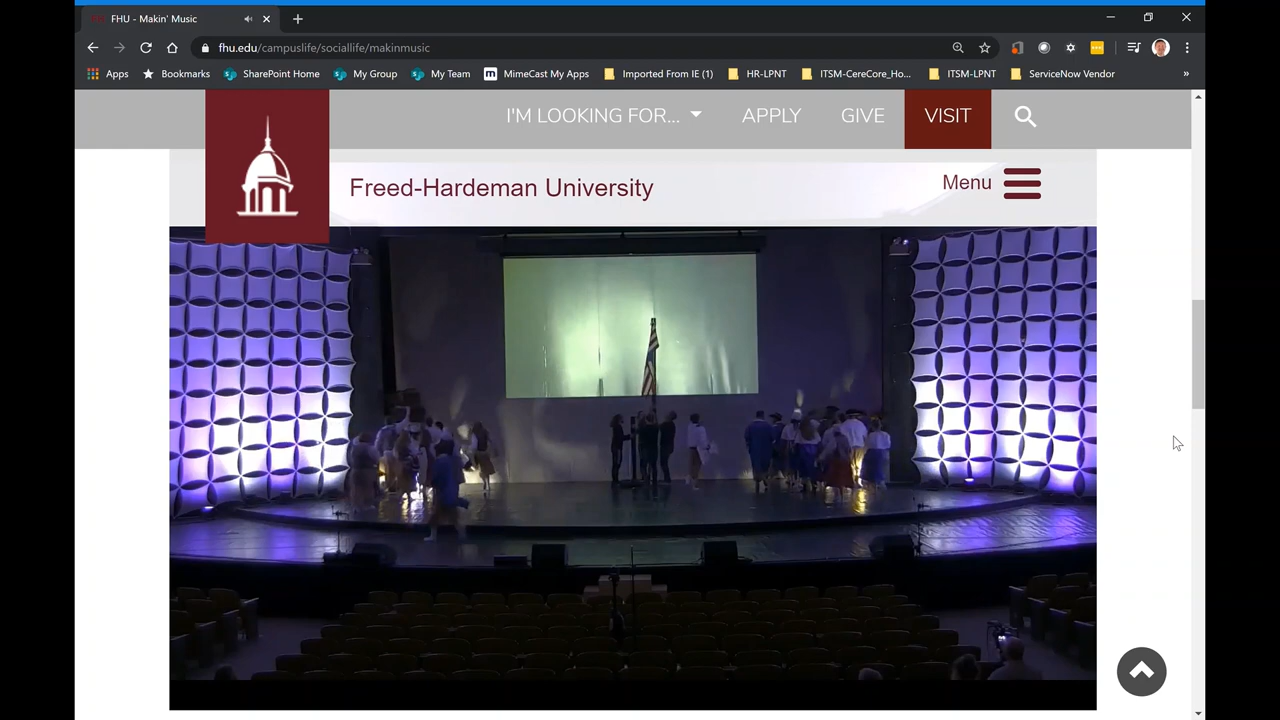 FHU - Makin' Music
fhu.edu/campuslife/sociallife/makinmusic
Apps Bookmarks SharePoint Home My Group My Team MimeCast My Apps Imported From IE (1) HR-LPNT ITSM-CereCore_Ho... ITSM-LPNT ServiceNow Vendor »
I'M LOOKING FOR... APPLY GIVE VISIT
Freed-Hardeman University
Menu